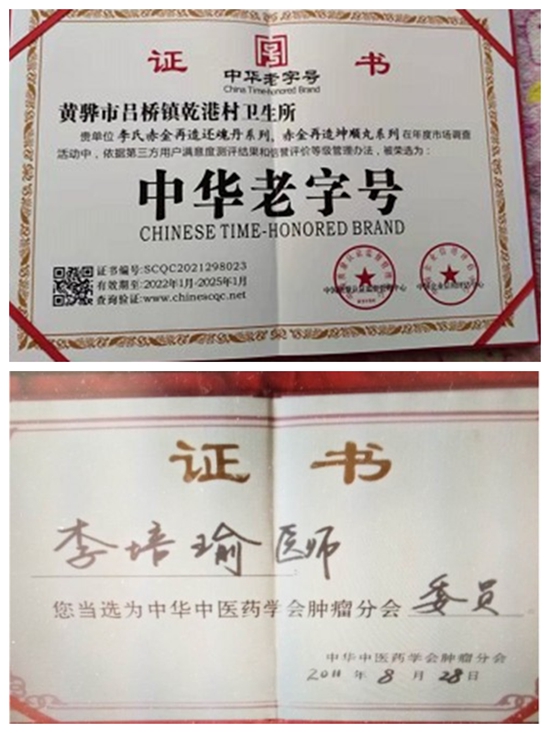 证 书
中华老字号
China Time-honored Brand
黄骅市吕桥镇乾港村卫生所
贵单位 李氏赤金再造还魂丹系列、赤金再造坤顺丸系列 在年度市场调查
活动中，依据第三方用户满意度测评结果和信誉评价等级管理办法，被荣选为：
中华老字号
CHINESE TIME-HONORED BRAND
证书编号:SCQC2021298023
有效期至:2022年1月-2025年1月
查询验证:www.chinescqc.net
证 书
李培瑜医师
您当选为中华中医药学会肿瘤分会 委员
中华中医药学会肿瘤分会
2011 年 8 月 28 日